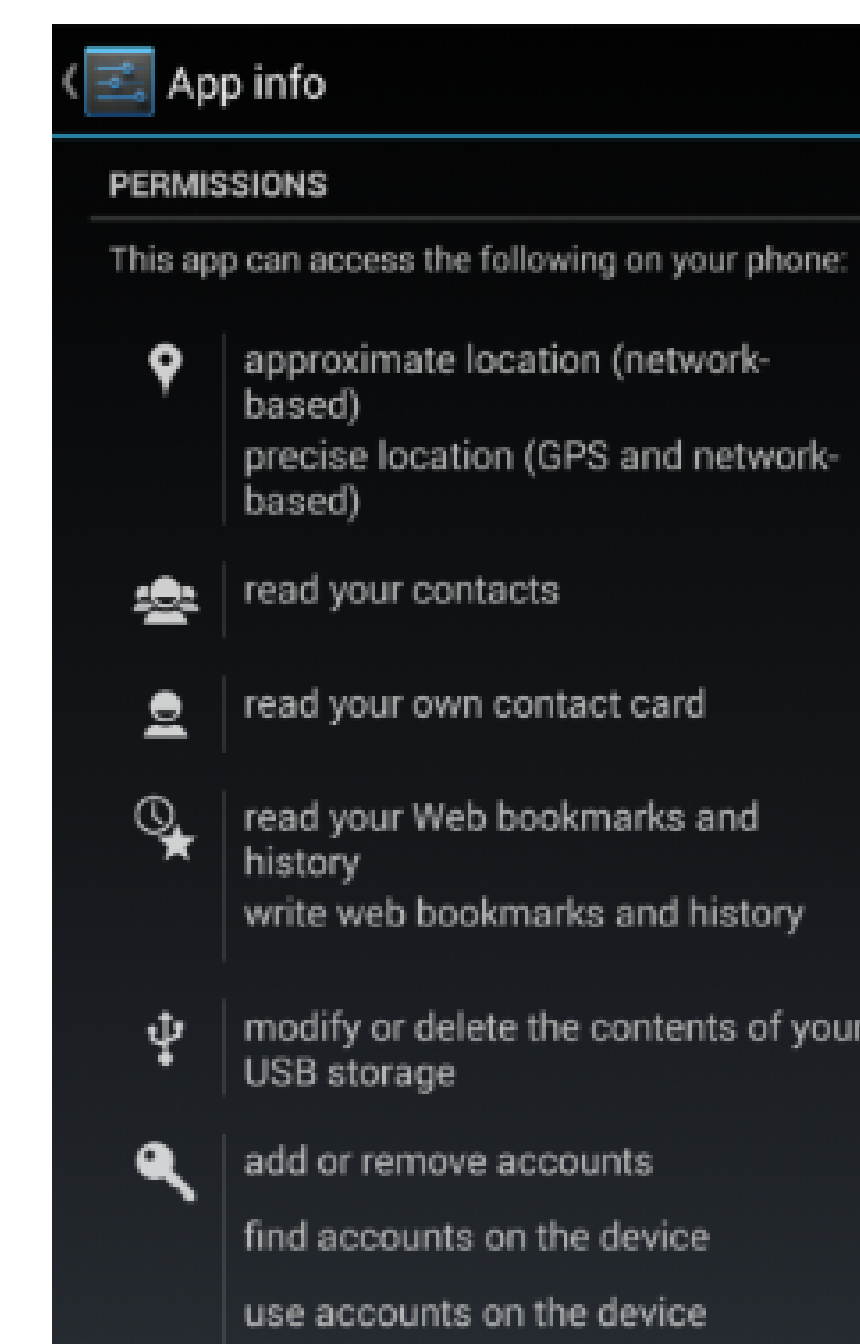 App info
PERMISSIONS
This app can access the following on your phone:
approximate location (network-
based)
precise location (GPS and network-
based)
read your contacts
read your own contact card
read your Web bookmarks and
history
write web bookmarks and history
modify or delete the contents of your
USB storage
add or remove accounts
find accounts on the device
use accounts on the device